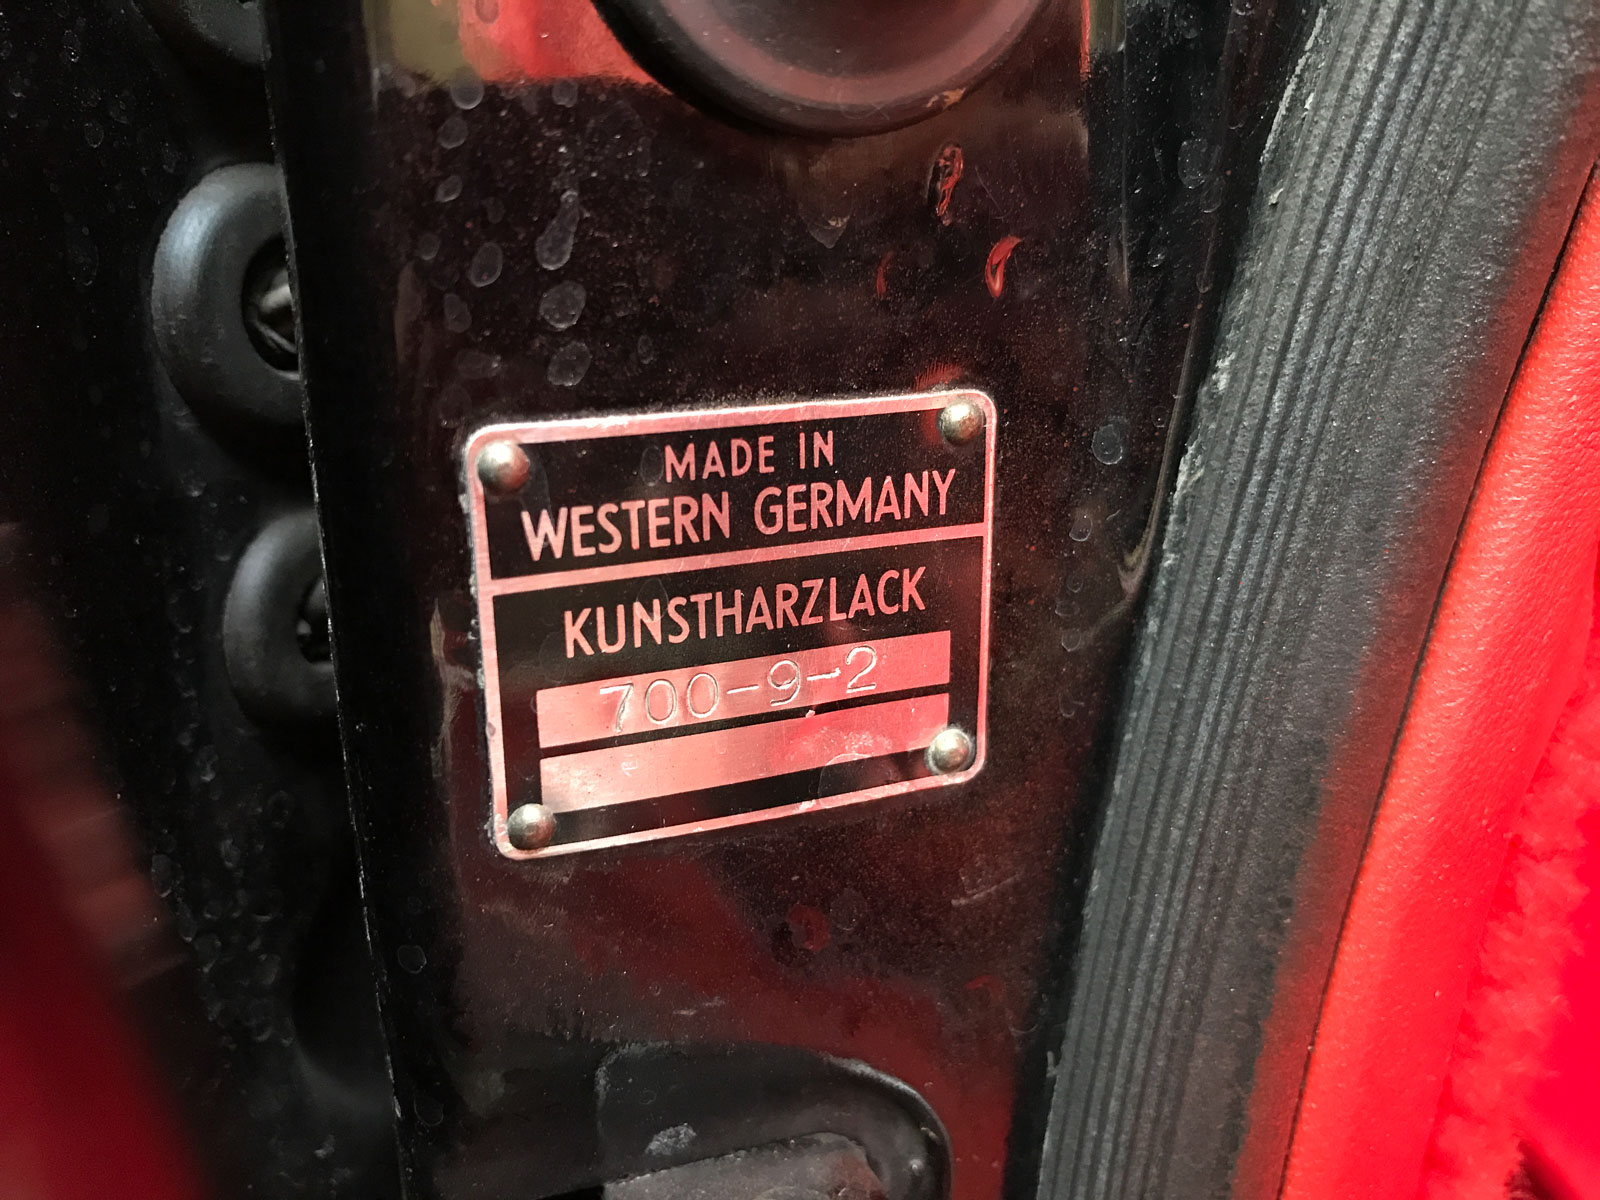 MADE IN
WESTERN GERMANY
KUNSTHARZLACK
700-9-2